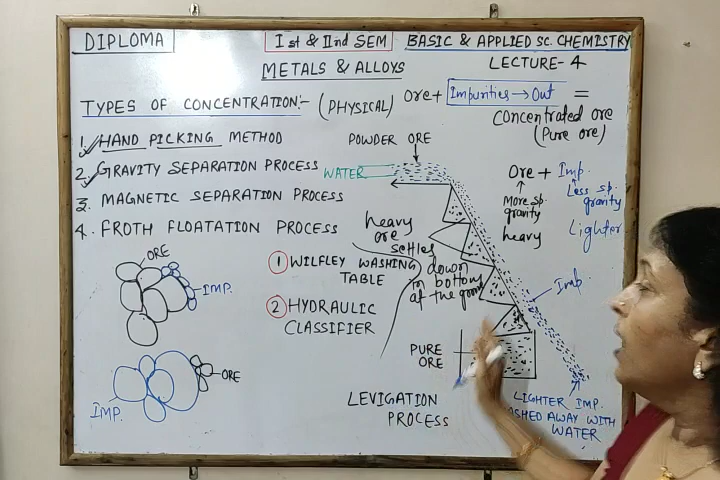 DIPLOMA
Ist & IInd SEM
BASIC & APPLIED SC. CHEMISTRY
METALS & ALLOYS
LECTURE-4
TYPES OF CONCENTRATION:- (PHYSICAL)
Ore + Impurities → Out =
Concentrated ore
(Pure ore)
1. HAND PICKING METHOD
2. GRAVITY SEPARATION PROCESS
3. MAGNETIC SEPARATION PROCESS
4. FROTH FLOATATION PROCESS
ORE
IMP.
IMP.
ORE
1 WILFLEY WASHING
TABLE
2 HYDRAULIC
CLASSIFIER
POWDER ORE
WATER
heavy
ore
settles
down
in bottom
of the
PURE
ORE
LEVIGATION
PROCESS
Ore + Imp.
More sp.
gravity
heavy
Less sp.
gravity
Lighter
Imp.
LIGHTER IMP.
WASHED AWAY WITH
WATER